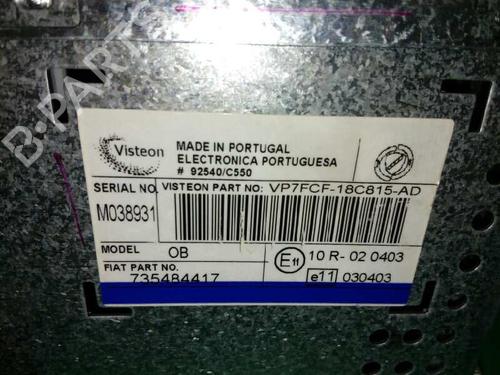 B-PARTS
Visteon
MADE IN PORTUGAL
ELECTRONICA PORTUGUESA
# 92540/C550
SERIAL NO. VISTEON PART NO: VP7FCF-18C815-AD
M038931
MODEL OB
E11 10 R- 02 0403
FIAT PART NO.
735484417
e11 030403